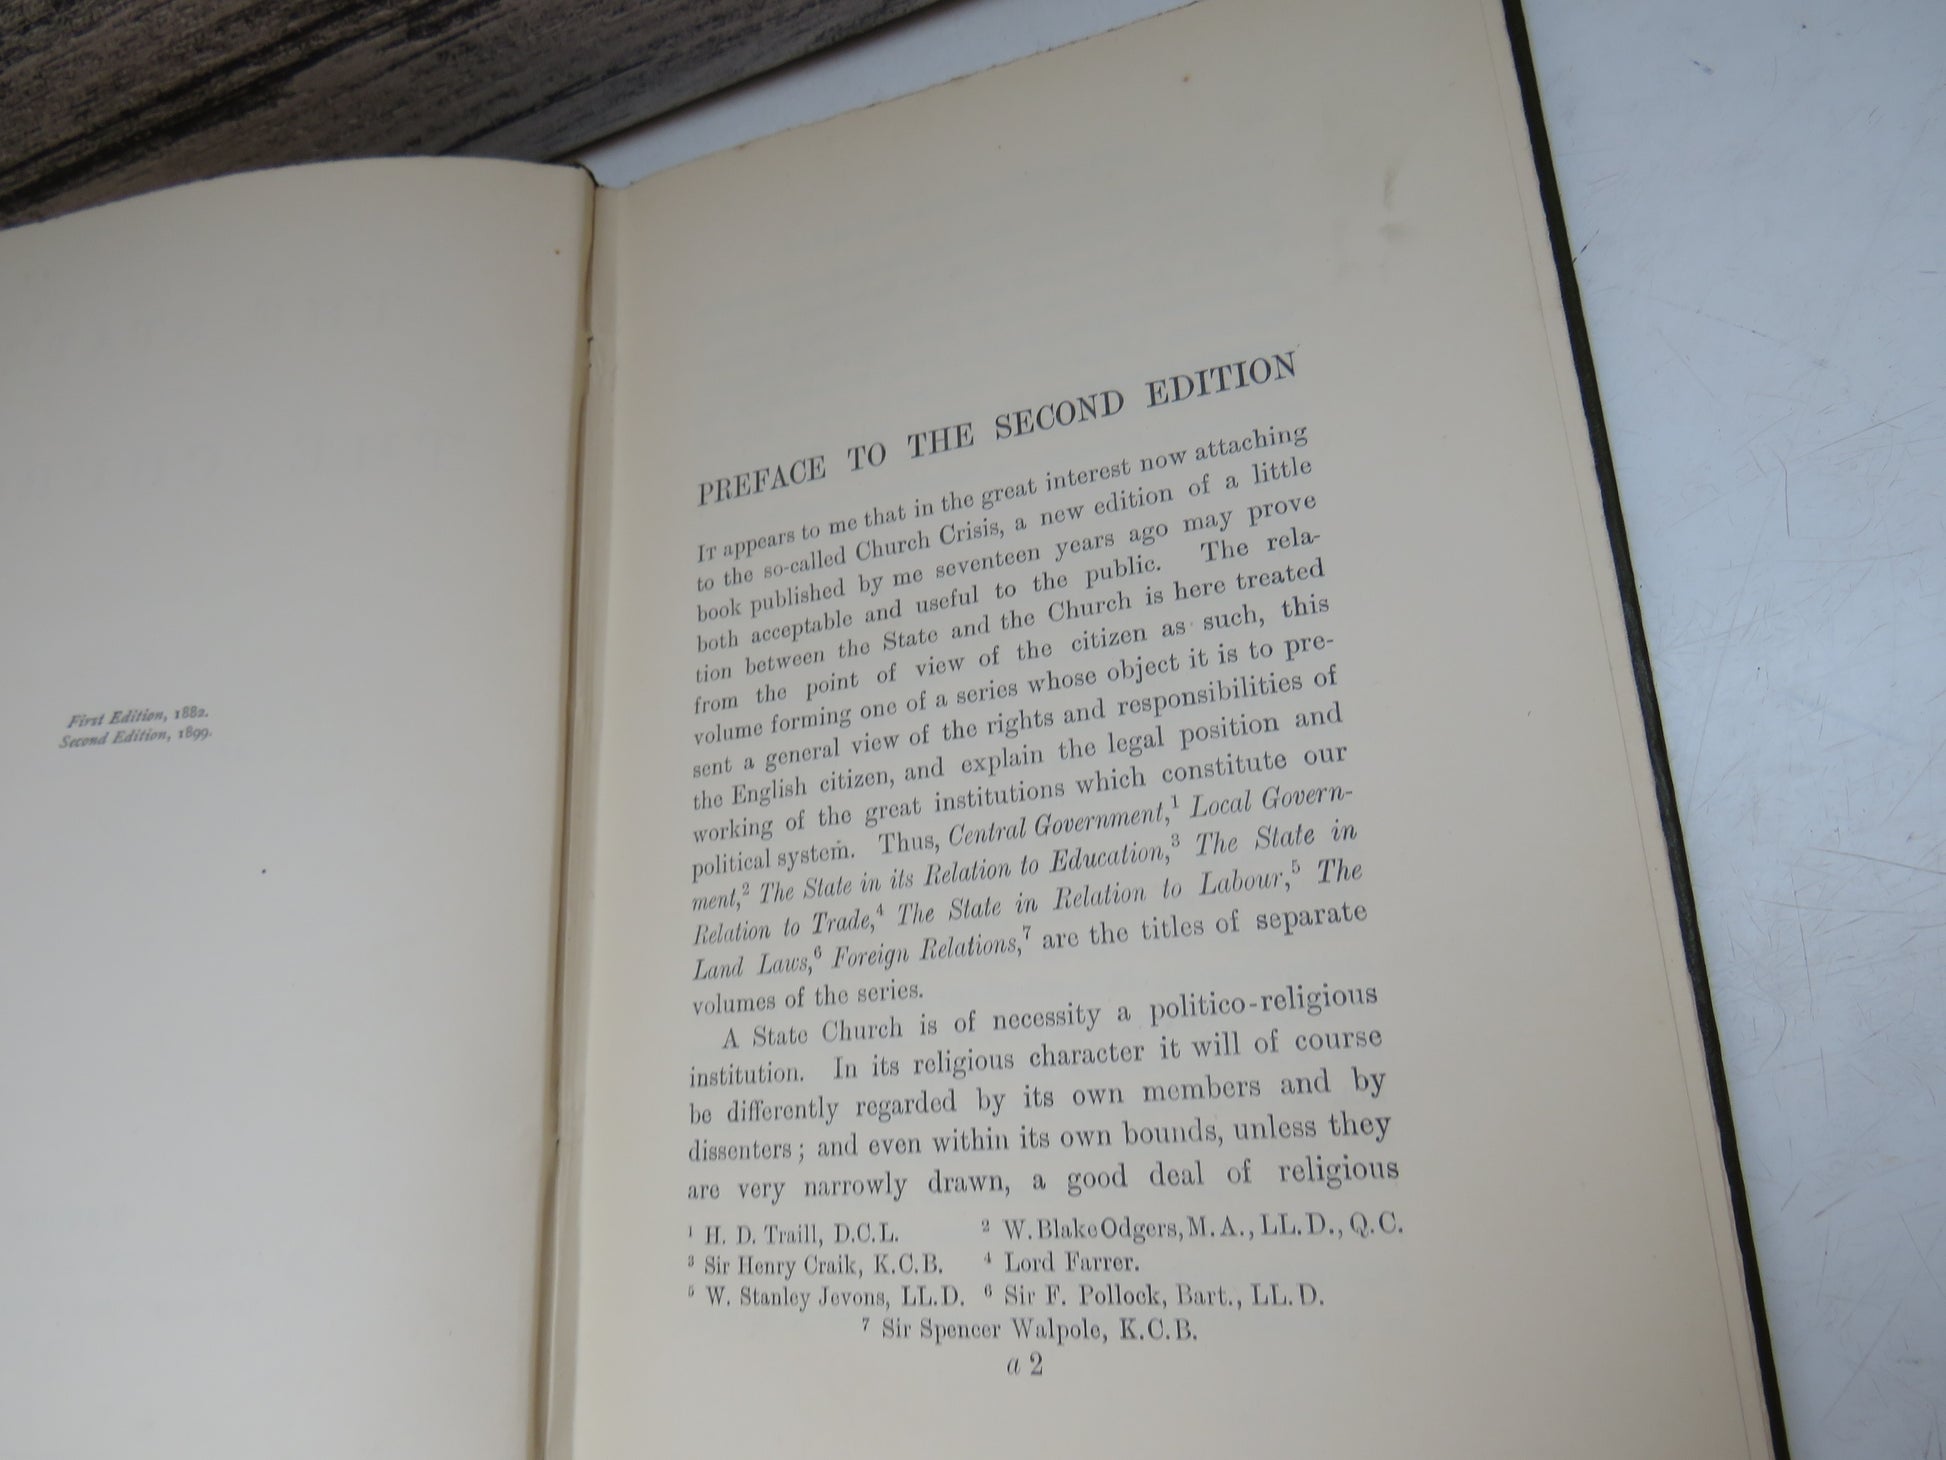 First Edition, 1882.
Second Edition, 1899.
PREFACE TO THE SECOND EDITION
It appears to me that in the great interest now attaching
to the so-called Church Crisis, a new edition of a little
book published by me seventeen years ago may prove
both acceptable and useful to the public. The rela-
tion between the State and the Church is here treated
from the point of view of the citizen as such, this
volume forming one of a series whose object it is to pre-
sent a general view of the rights and responsibilities of
the English citizen, and explain the legal position and
working of the great institutions which constitute our
political system. Thus, Central Government,¹ Local Govern-
ment,² The State in its Relation to Education,³ The State in
Relation to Trade,⁴ The State in Relation to Labour,⁵ The
Land Laws,⁶ Foreign Relations,⁷ are the titles of separate
volumes of the series.
A State Church is of necessity a politico-religious
institution. In its religious character it will of course
be differently regarded by its own members and by
dissenters; and even within its own bounds, unless they
are very narrowly drawn, a good deal of religious
¹ H. D. Traill, D.C.L. ² W. Blake Odgers, M.A., LL.D., Q.C.
³ Sir Henry Craik, K.C.B. ⁴ Lord Farrer.
⁵ W. Stanley Jevons, LL.D. ⁶ Sir F. Pollock, Bart., LL.D.
⁷ Sir Spencer Walpole, K.C.B.
a 2